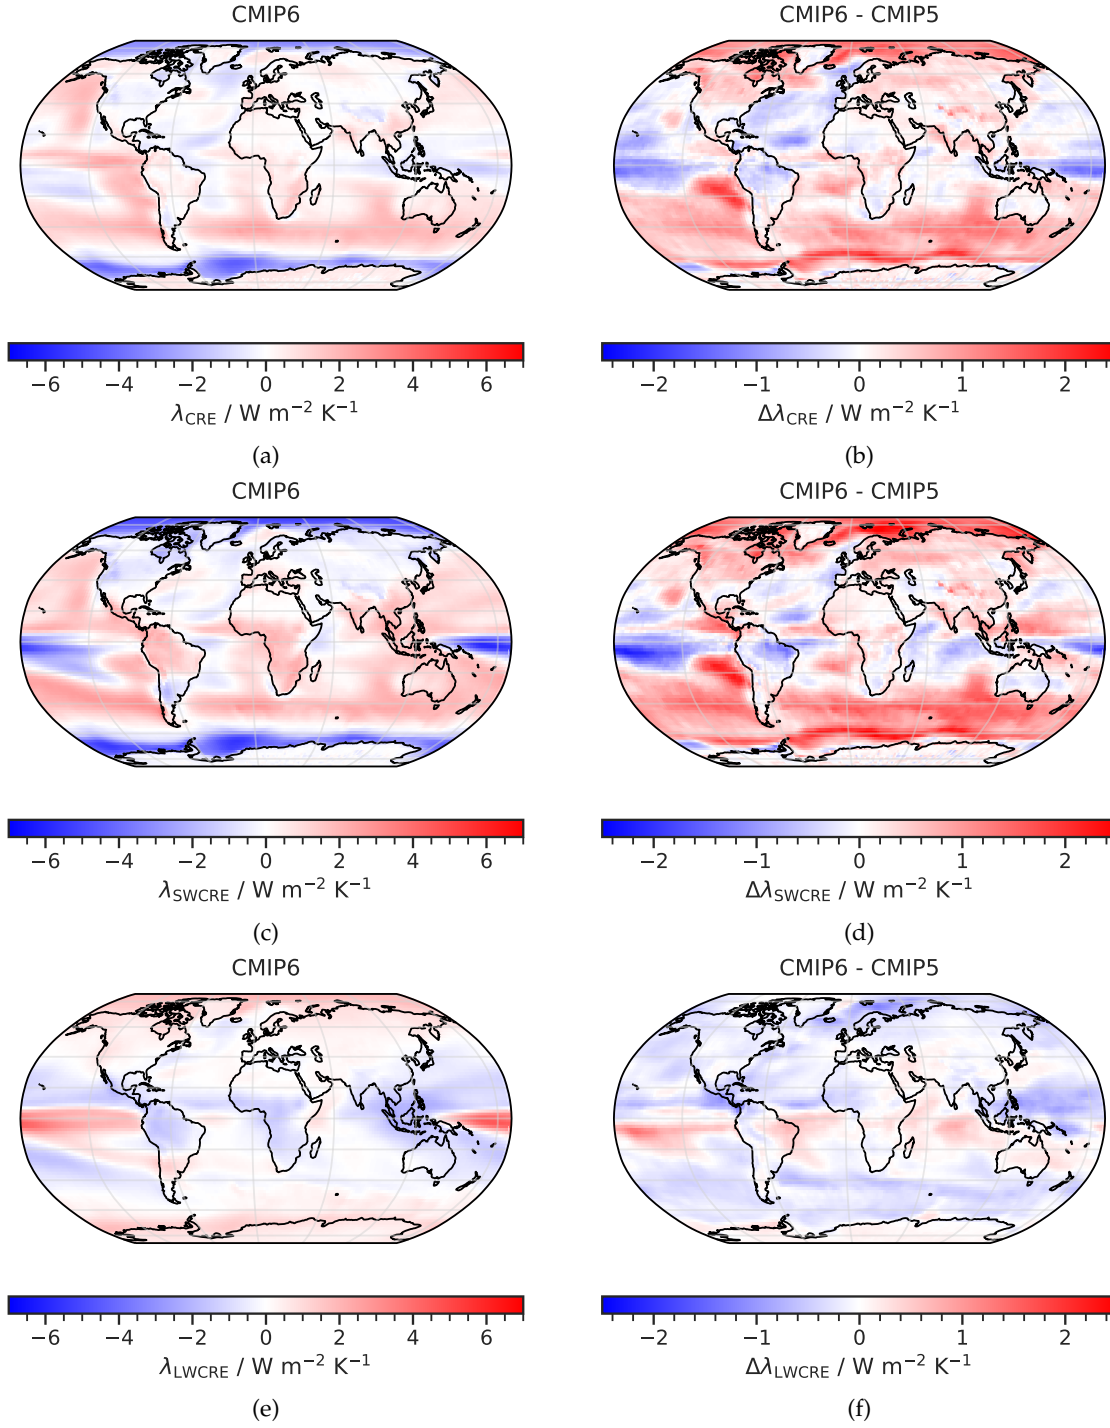 CMIP6
CMIP6 - CMIP5
−6 −4 −2 0 2 4 6
−2 −1 0 1 2
λCRE / W m−2 K−1
ΔλCRE / W m−2 K−1
(a)
(b)
CMIP6
CMIP6 - CMIP5
−6 −4 −2 0 2 4 6
−2 −1 0 1 2
λSWCRE / W m−2 K−1
ΔλSWCRE / W m−2 K−1
(c)
(d)
CMIP6
CMIP6 - CMIP5
−6 −4 −2 0 2 4 6
−2 −1 0 1 2
λLWCRE / W m−2 K−1
ΔλLWCRE / W m−2 K−1
(e)
(f)